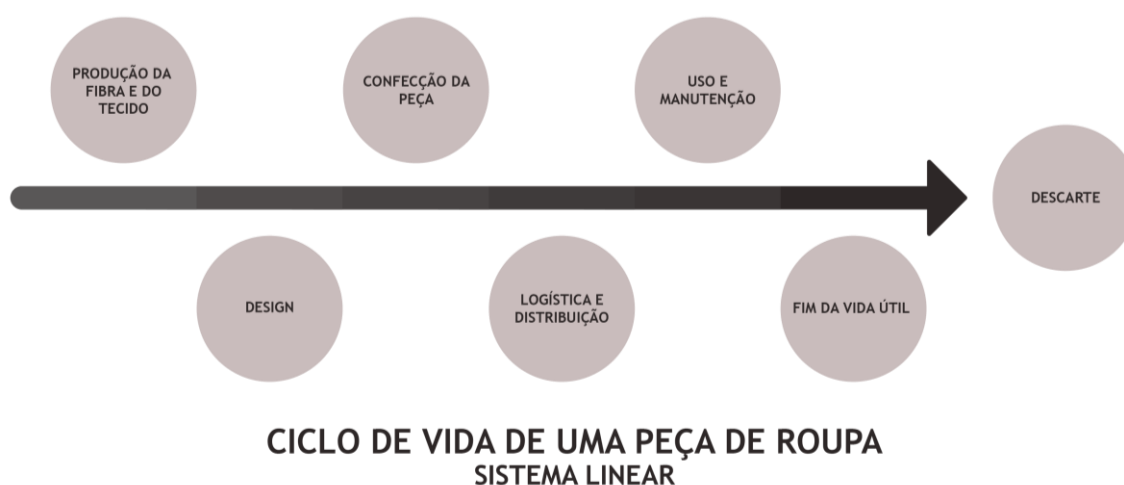 PRODUÇÃO DA
FIBRA E DO
TECIDO
CONFECÇÃO DA
PEÇA
USO E
MANUTENÇÃO
DESCARTE
DESIGN
LOGÍSTICA E
DISTRIBUIÇÃO
FIM DA VIDA ÚTIL
CICLO DE VIDA DE UMA PEÇA DE ROUPA
SISTEMA LINEAR